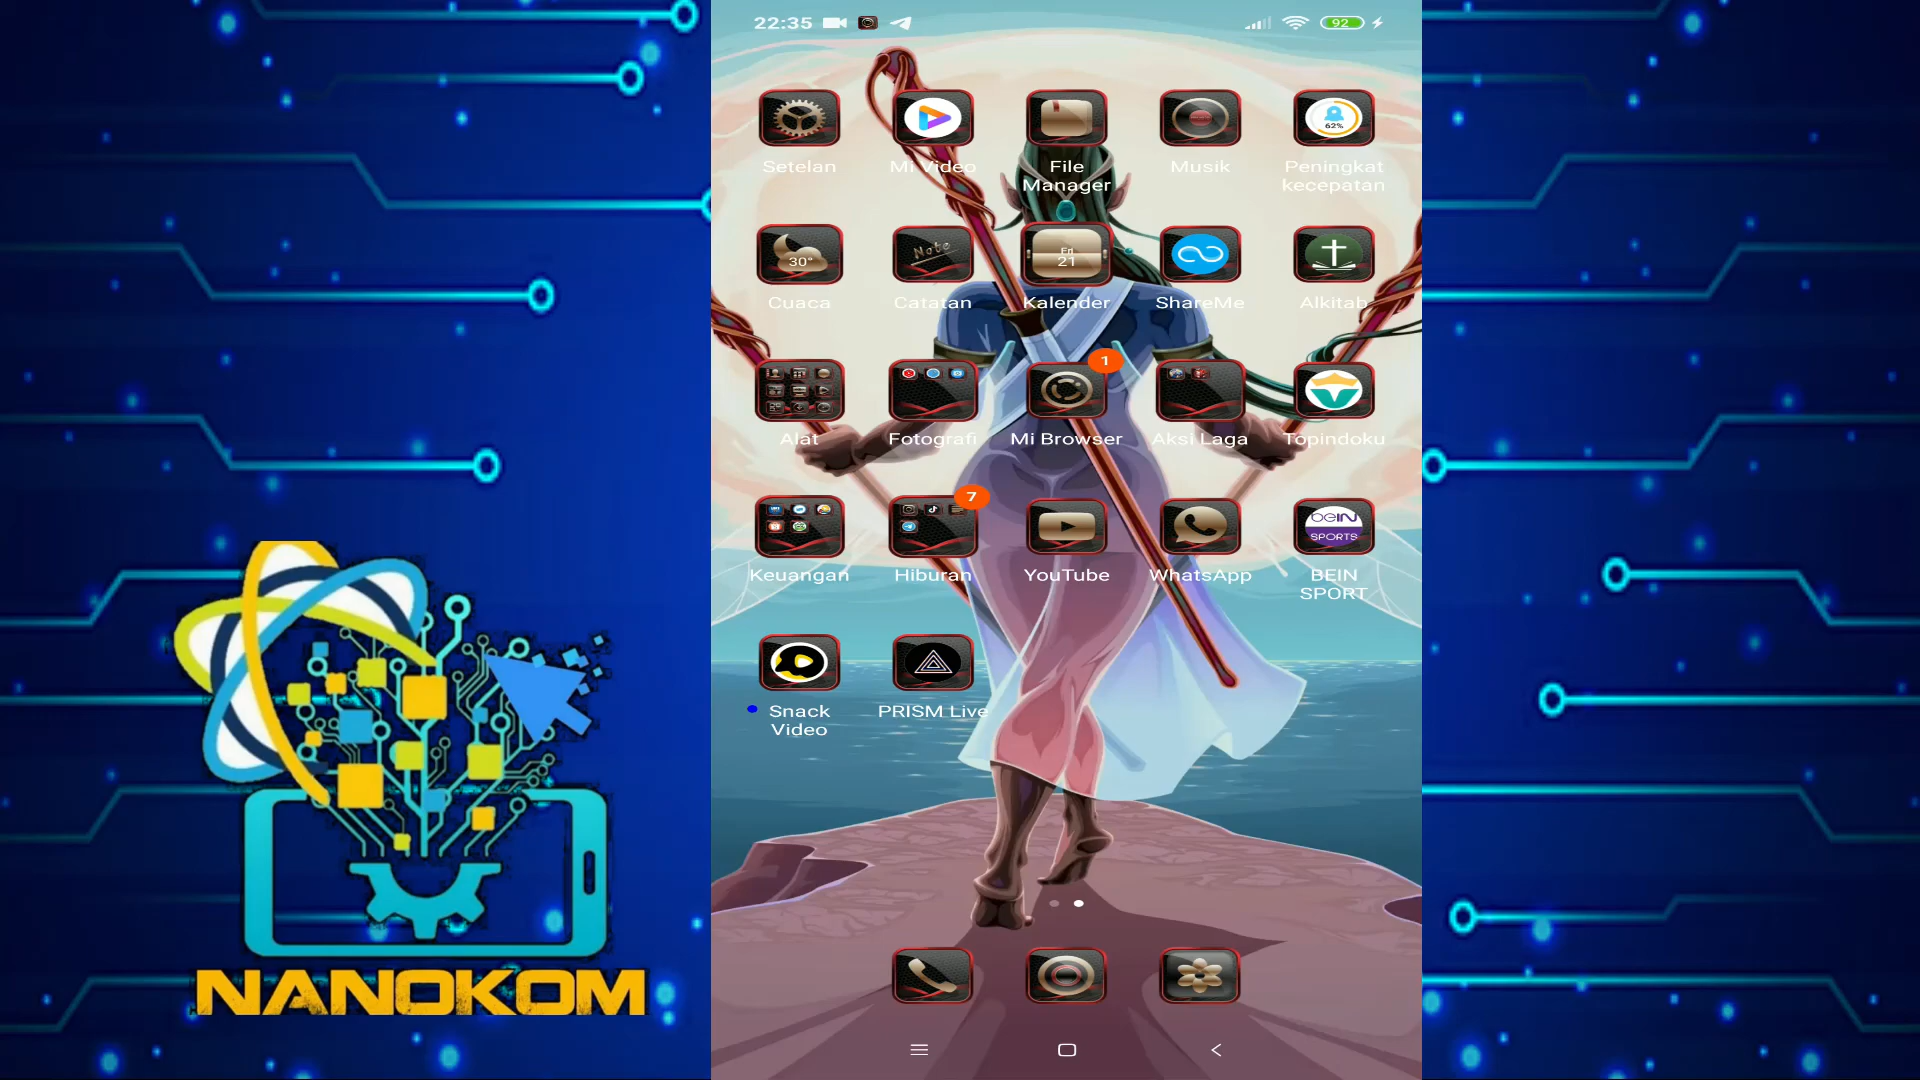 22:35
92
62%
Setelan
Mi Video
File
Manager
Musik
Peningkat
kecepatan
30°
Note
Fri
21
Cuaca
Catatan
Kalender
ShareMe
Alkitab
1
Alat
Fotografi
Mi Browser
Aksi Laga
Topindoku
7
beIN
SPORTS
Keuangan
Hiburan
YouTube
WhatsApp
BEIN
SPORT
Snack
Video
PRISM Live
NANOKOM